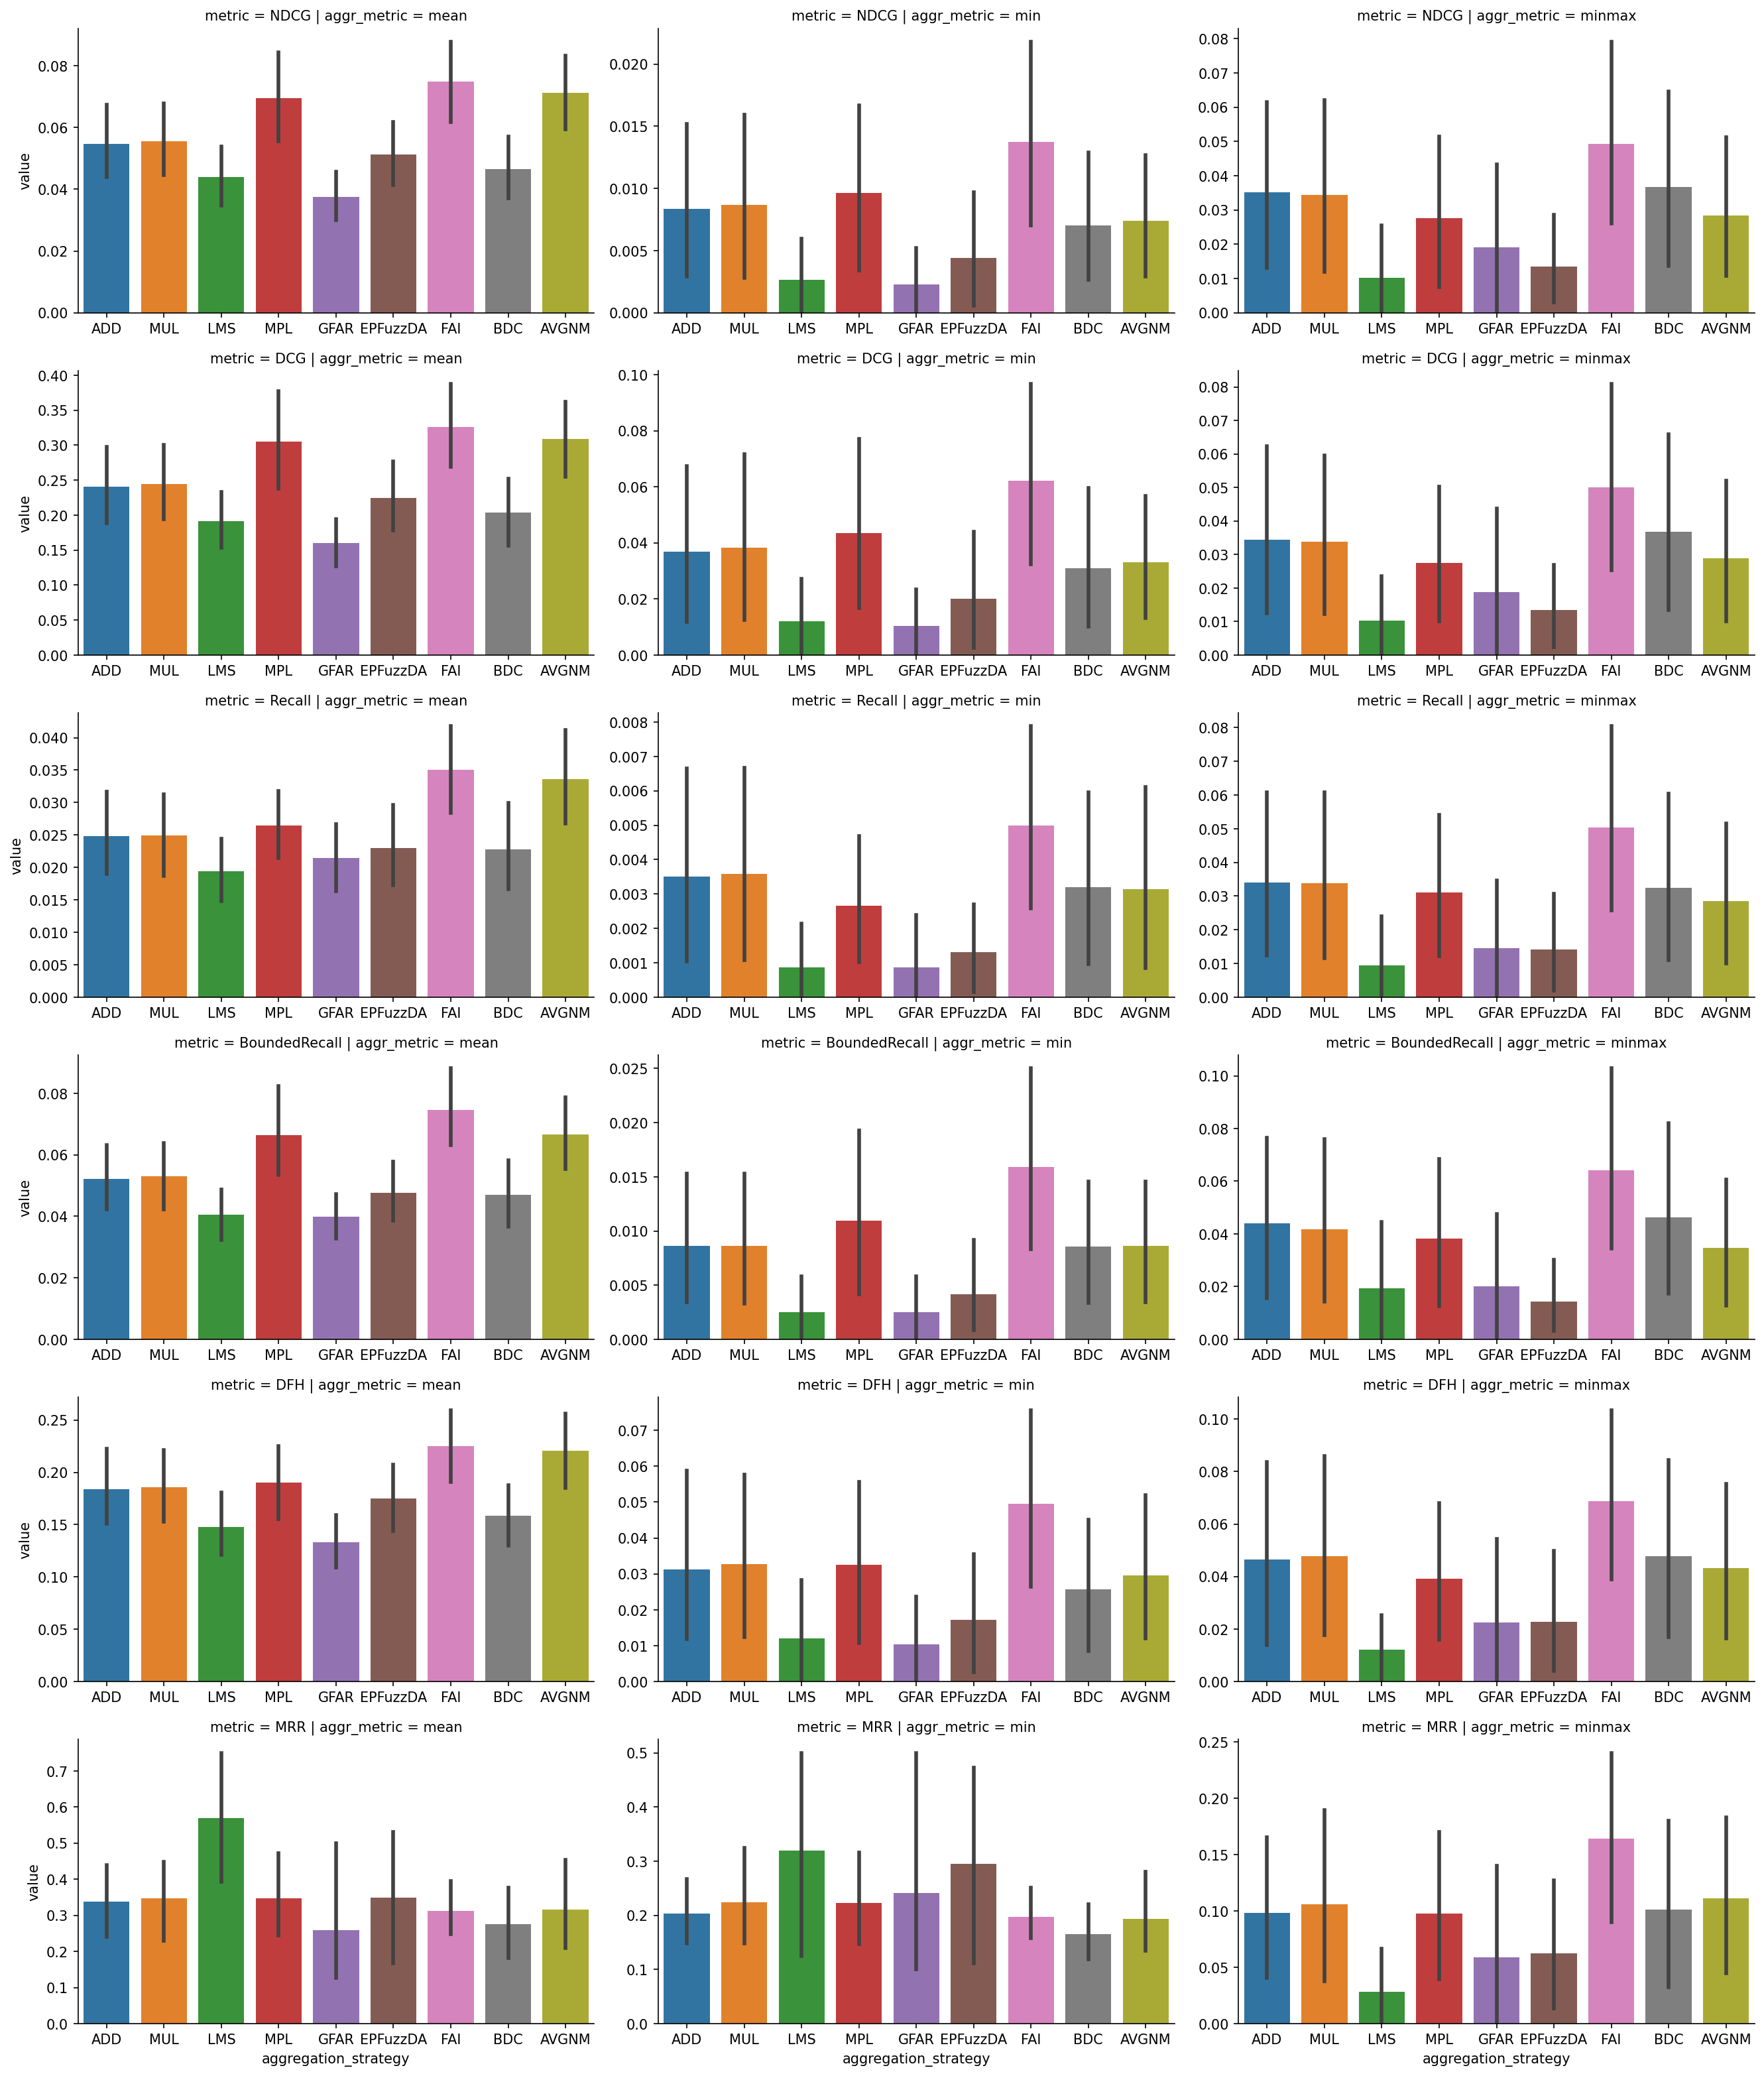 metric = NDCG | aggr_metric = mean
value
0.08
0.06
0.04
0.02
0.00
ADD MUL LMS MPL GFAR EPFuzzDA FAI BDC AVGNM
metric = NDCG | aggr_metric = min
0.020
0.015
0.010
0.005
0.000
ADD MUL LMS MPL GFAR EPFuzzDA FAI BDC AVGNM
metric = NDCG | aggr_metric = minmax
0.08
0.07
0.06
0.05
0.04
0.03
0.02
0.01
0.00
ADD MUL LMS MPL GFAR EPFuzzDA FAI BDC AVGNM
metric = DCG | aggr_metric = mean
value
0.40
0.35
0.30
0.25
0.20
0.15
0.10
0.05
0.00
ADD MUL LMS MPL GFAR EPFuzzDA FAI BDC AVGNM
metric = DCG | aggr_metric = min
0.10
0.08
0.06
0.04
0.02
0.00
ADD MUL LMS MPL GFAR EPFuzzDA FAI BDC AVGNM
metric = DCG | aggr_metric = minmax
0.08
0.07
0.06
0.05
0.04
0.03
0.02
0.01
0.00
ADD MUL LMS MPL GFAR EPFuzzDA FAI BDC AVGNM
metric = Recall | aggr_metric = mean
value
0.040
0.035
0.030
0.025
0.020
0.015
0.010
0.005
0.000
ADD MUL LMS MPL GFAR EPFuzzDA FAI BDC AVGNM
metric = Recall | aggr_metric = min
0.008
0.007
0.006
0.005
0.004
0.003
0.002
0.001
0.000
ADD MUL LMS MPL GFAR EPFuzzDA FAI BDC AVGNM
metric = Recall | aggr_metric = minmax
0.08
0.07
0.06
0.05
0.04
0.03
0.02
0.01
0.00
ADD MUL LMS MPL GFAR EPFuzzDA FAI BDC AVGNM
metric = BoundedRecall | aggr_metric = mean
value
0.08
0.06
0.04
0.02
0.00
ADD MUL LMS MPL GFAR EPFuzzDA FAI BDC AVGNM
metric = BoundedRecall | aggr_metric = min
0.025
0.020
0.015
0.010
0.005
0.000
ADD MUL LMS MPL GFAR EPFuzzDA FAI BDC AVGNM
metric = BoundedRecall | aggr_metric = minmax
0.10
0.08
0.06
0.04
0.02
0.00
ADD MUL LMS MPL GFAR EPFuzzDA FAI BDC AVGNM
metric = DFH | aggr_metric = mean
value
0.25
0.20
0.15
0.10
0.05
0.00
ADD MUL LMS MPL GFAR EPFuzzDA FAI BDC AVGNM
metric = DFH | aggr_metric = min
0.07
0.06
0.05
0.04
0.03
0.02
0.01
0.00
ADD MUL LMS MPL GFAR EPFuzzDA FAI BDC AVGNM
metric = DFH | aggr_metric = minmax
0.10
0.08
0.06
0.04
0.02
0.00
ADD MUL LMS MPL GFAR EPFuzzDA FAI BDC AVGNM
metric = MRR | aggr_metric = mean
value
0.7
0.6
0.5
0.4
0.3
0.2
0.1
0.0
ADD MUL LMS MPL GFAR EPFuzzDA FAI BDC AVGNM
aggregation_strategy
metric = MRR | aggr_metric = min
0.5
0.4
0.3
0.2
0.1
0.0
ADD MUL LMS MPL GFAR EPFuzzDA FAI BDC AVGNM
aggregation_strategy
metric = MRR | aggr_metric = minmax
0.25
0.20
0.15
0.10
0.05
0.00
ADD MUL LMS MPL GFAR EPFuzzDA FAI BDC AVGNM
aggregation_strategy